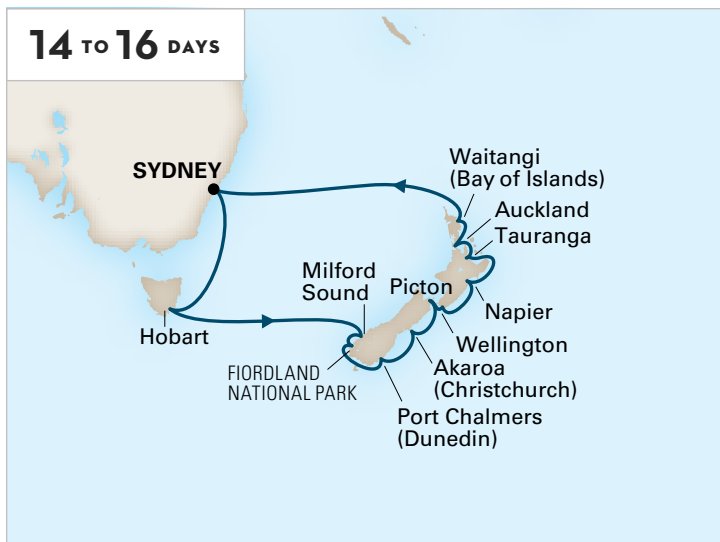 14 TO 16 DAYS
SYDNEY
Waitangi
(Bay of Islands)
Auckland
Tauranga
Milford
Sound
Picton
Napier
Hobart
Wellington
FIORDLAND
NATIONAL PARK
Akaroa
(Christchurch)
Port Chalmers
(Dunedin)